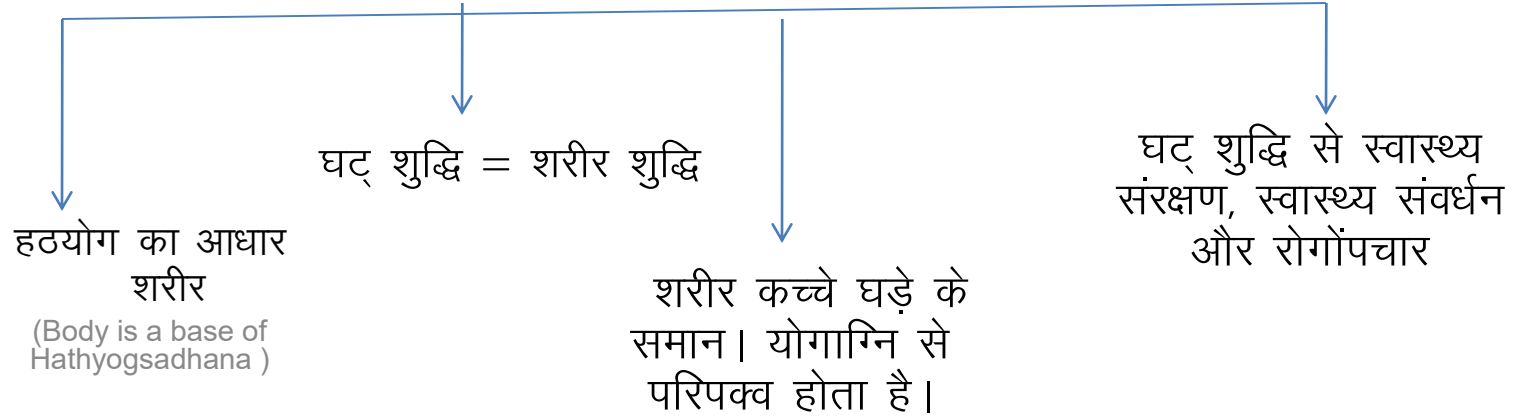 हठयोग का आधार
शरीर
(Body is a base of
Hathyogsadhana )
घट् शुद्धि = शरीर शुद्धि
शरीर कच्चे घड़े के
समान। योगाग्नि से
परिपक्व होता है।
घट् शुद्धि से स्वास्थ्य
संरक्षण, स्वास्थ्य संवर्धन
और रोगोंपचार